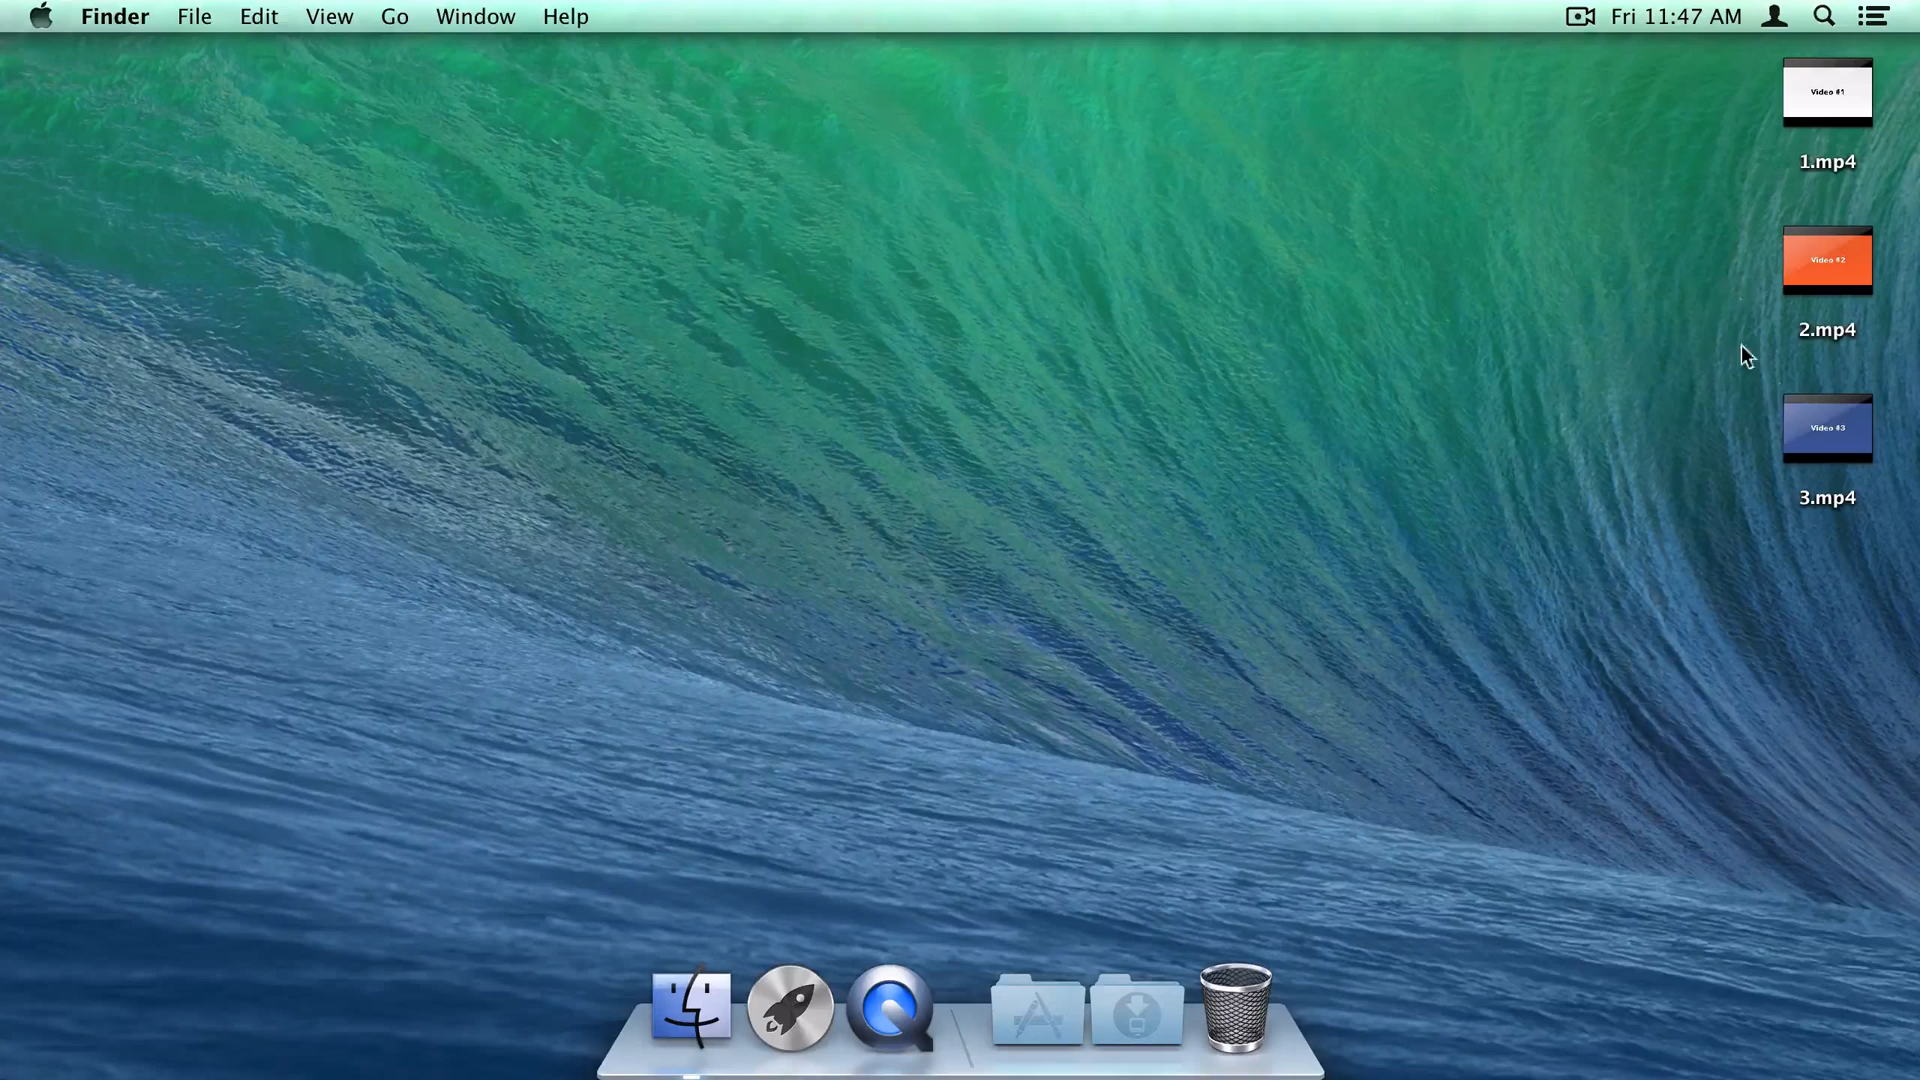 Finder File Edit View Go Window Help Fri 11:47 AM
Video #1
1.mp4
Video #2
2.mp4
Video #3
3.mp4